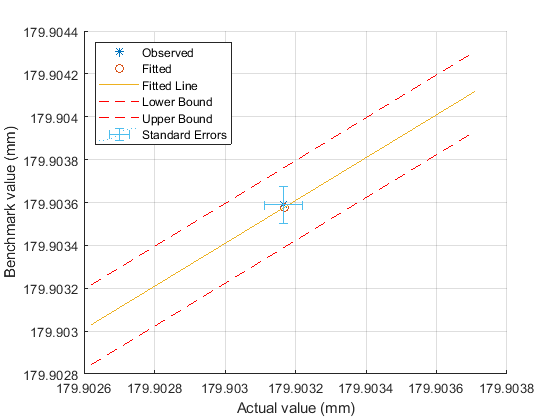 179.9044
179.9042
179.904
179.9038
179.9036
179.9034
179.9032
179.903
179.9028
Benchmark value (mm)
Observed
Fitted
Fitted Line
Lower Bound
Upper Bound
Standard Errors
179.9026 179.9028 179.903 179.9032 179.9034 179.9036 179.9038
Actual value (mm)